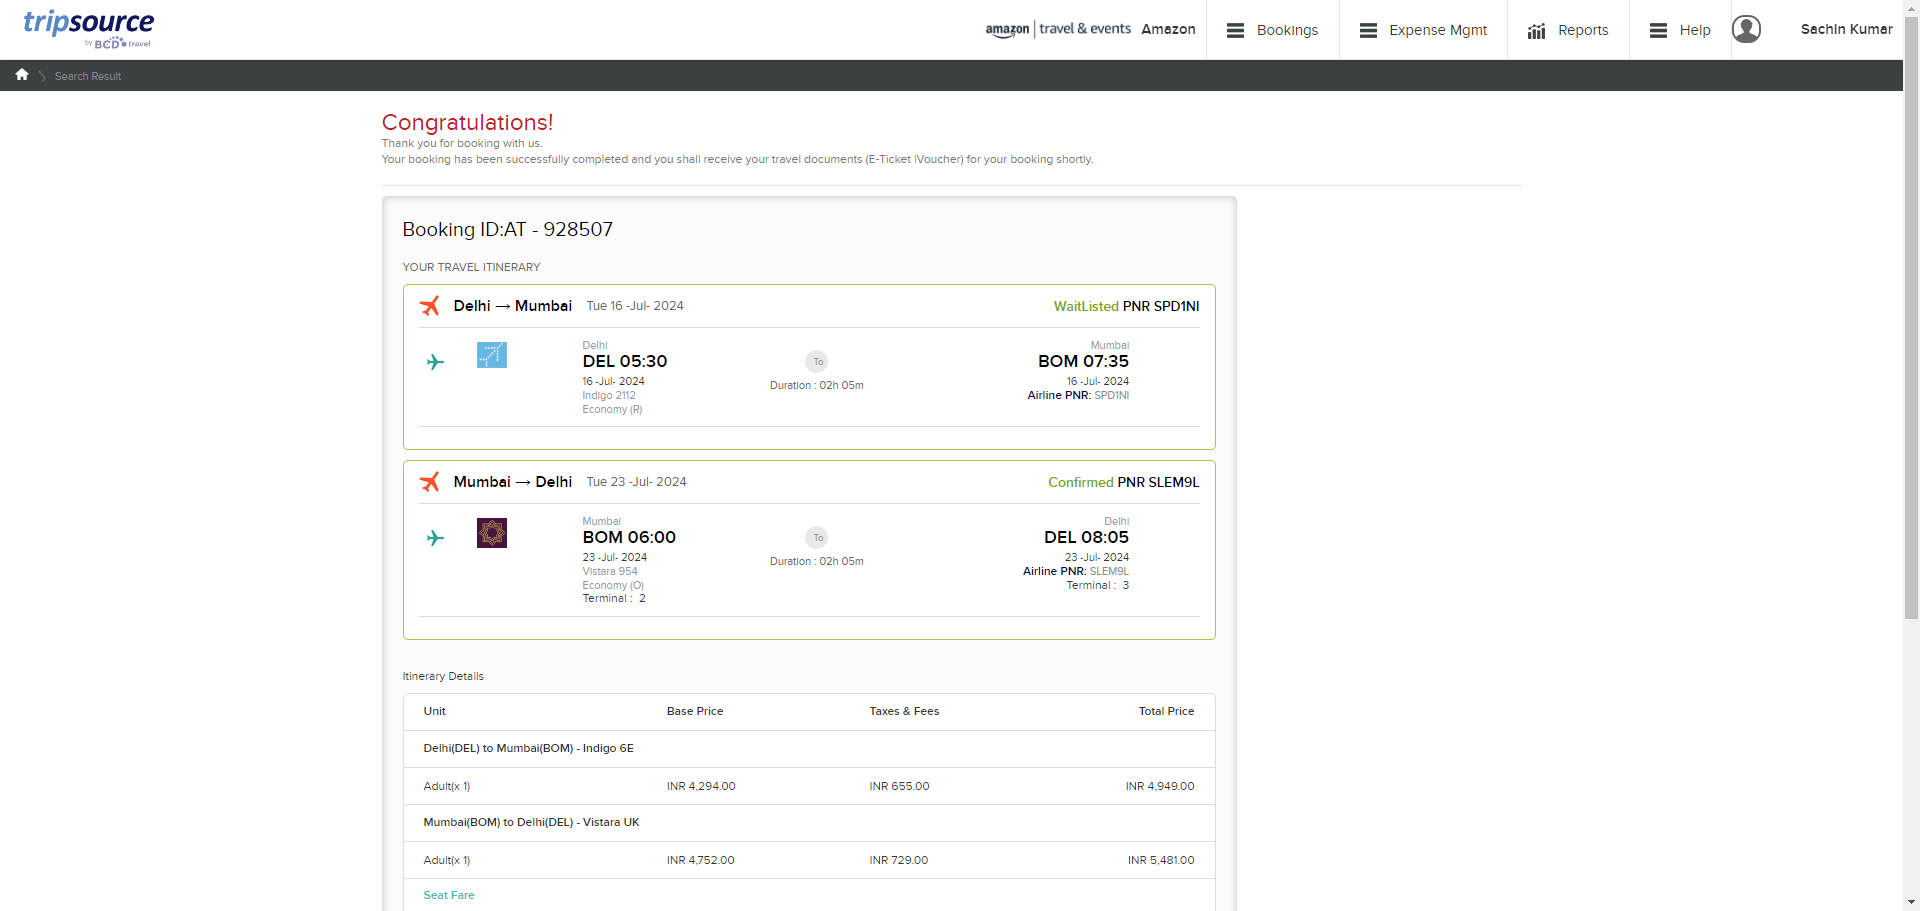 tripsource
by BCD travel
amazon | travel & events Amazon
Bookings
Expense Mgmt
Reports
Help
Sachin Kumar
Search Result
Congratulations!
Thank you for booking with us.
Your booking has been successfully completed and you shall receive your travel documents (E-Ticket |Voucher) for your booking shortly.
Booking ID:AT - 928507
YOUR TRAVEL ITINERARY
Delhi → Mumbai Tue 16 -Jul- 2024 WaitListed PNR SPD1NI
Delhi
DEL 05:30
16 -Jul- 2024
Indigo 2112
Economy (R)
To
Duration : 02h 05m
Mumbai
BOM 07:35
16 -Jul- 2024
Airline PNR: SPD1NI
Mumbai → Delhi Tue 23 -Jul- 2024 Confirmed PNR SLEM9L
Mumbai
BOM 06:00
23 -Jul- 2024
Vistara 954
Economy (O)
Terminal : 2
To
Duration : 02h 05m
Delhi
DEL 08:05
23 -Jul- 2024
Airline PNR: SLEM9L
Terminal : 3
Itinerary Details
Unit Base Price Taxes & Fees Total Price
Delhi(DEL) to Mumbai(BOM) - Indigo 6E
Adult(x 1) INR 4,294.00 INR 655.00 INR 4,949.00
Mumbai(BOM) to Delhi(DEL) - Vistara UK
Adult(x 1) INR 4,752.00 INR 729.00 INR 5,481.00
Seat Fare